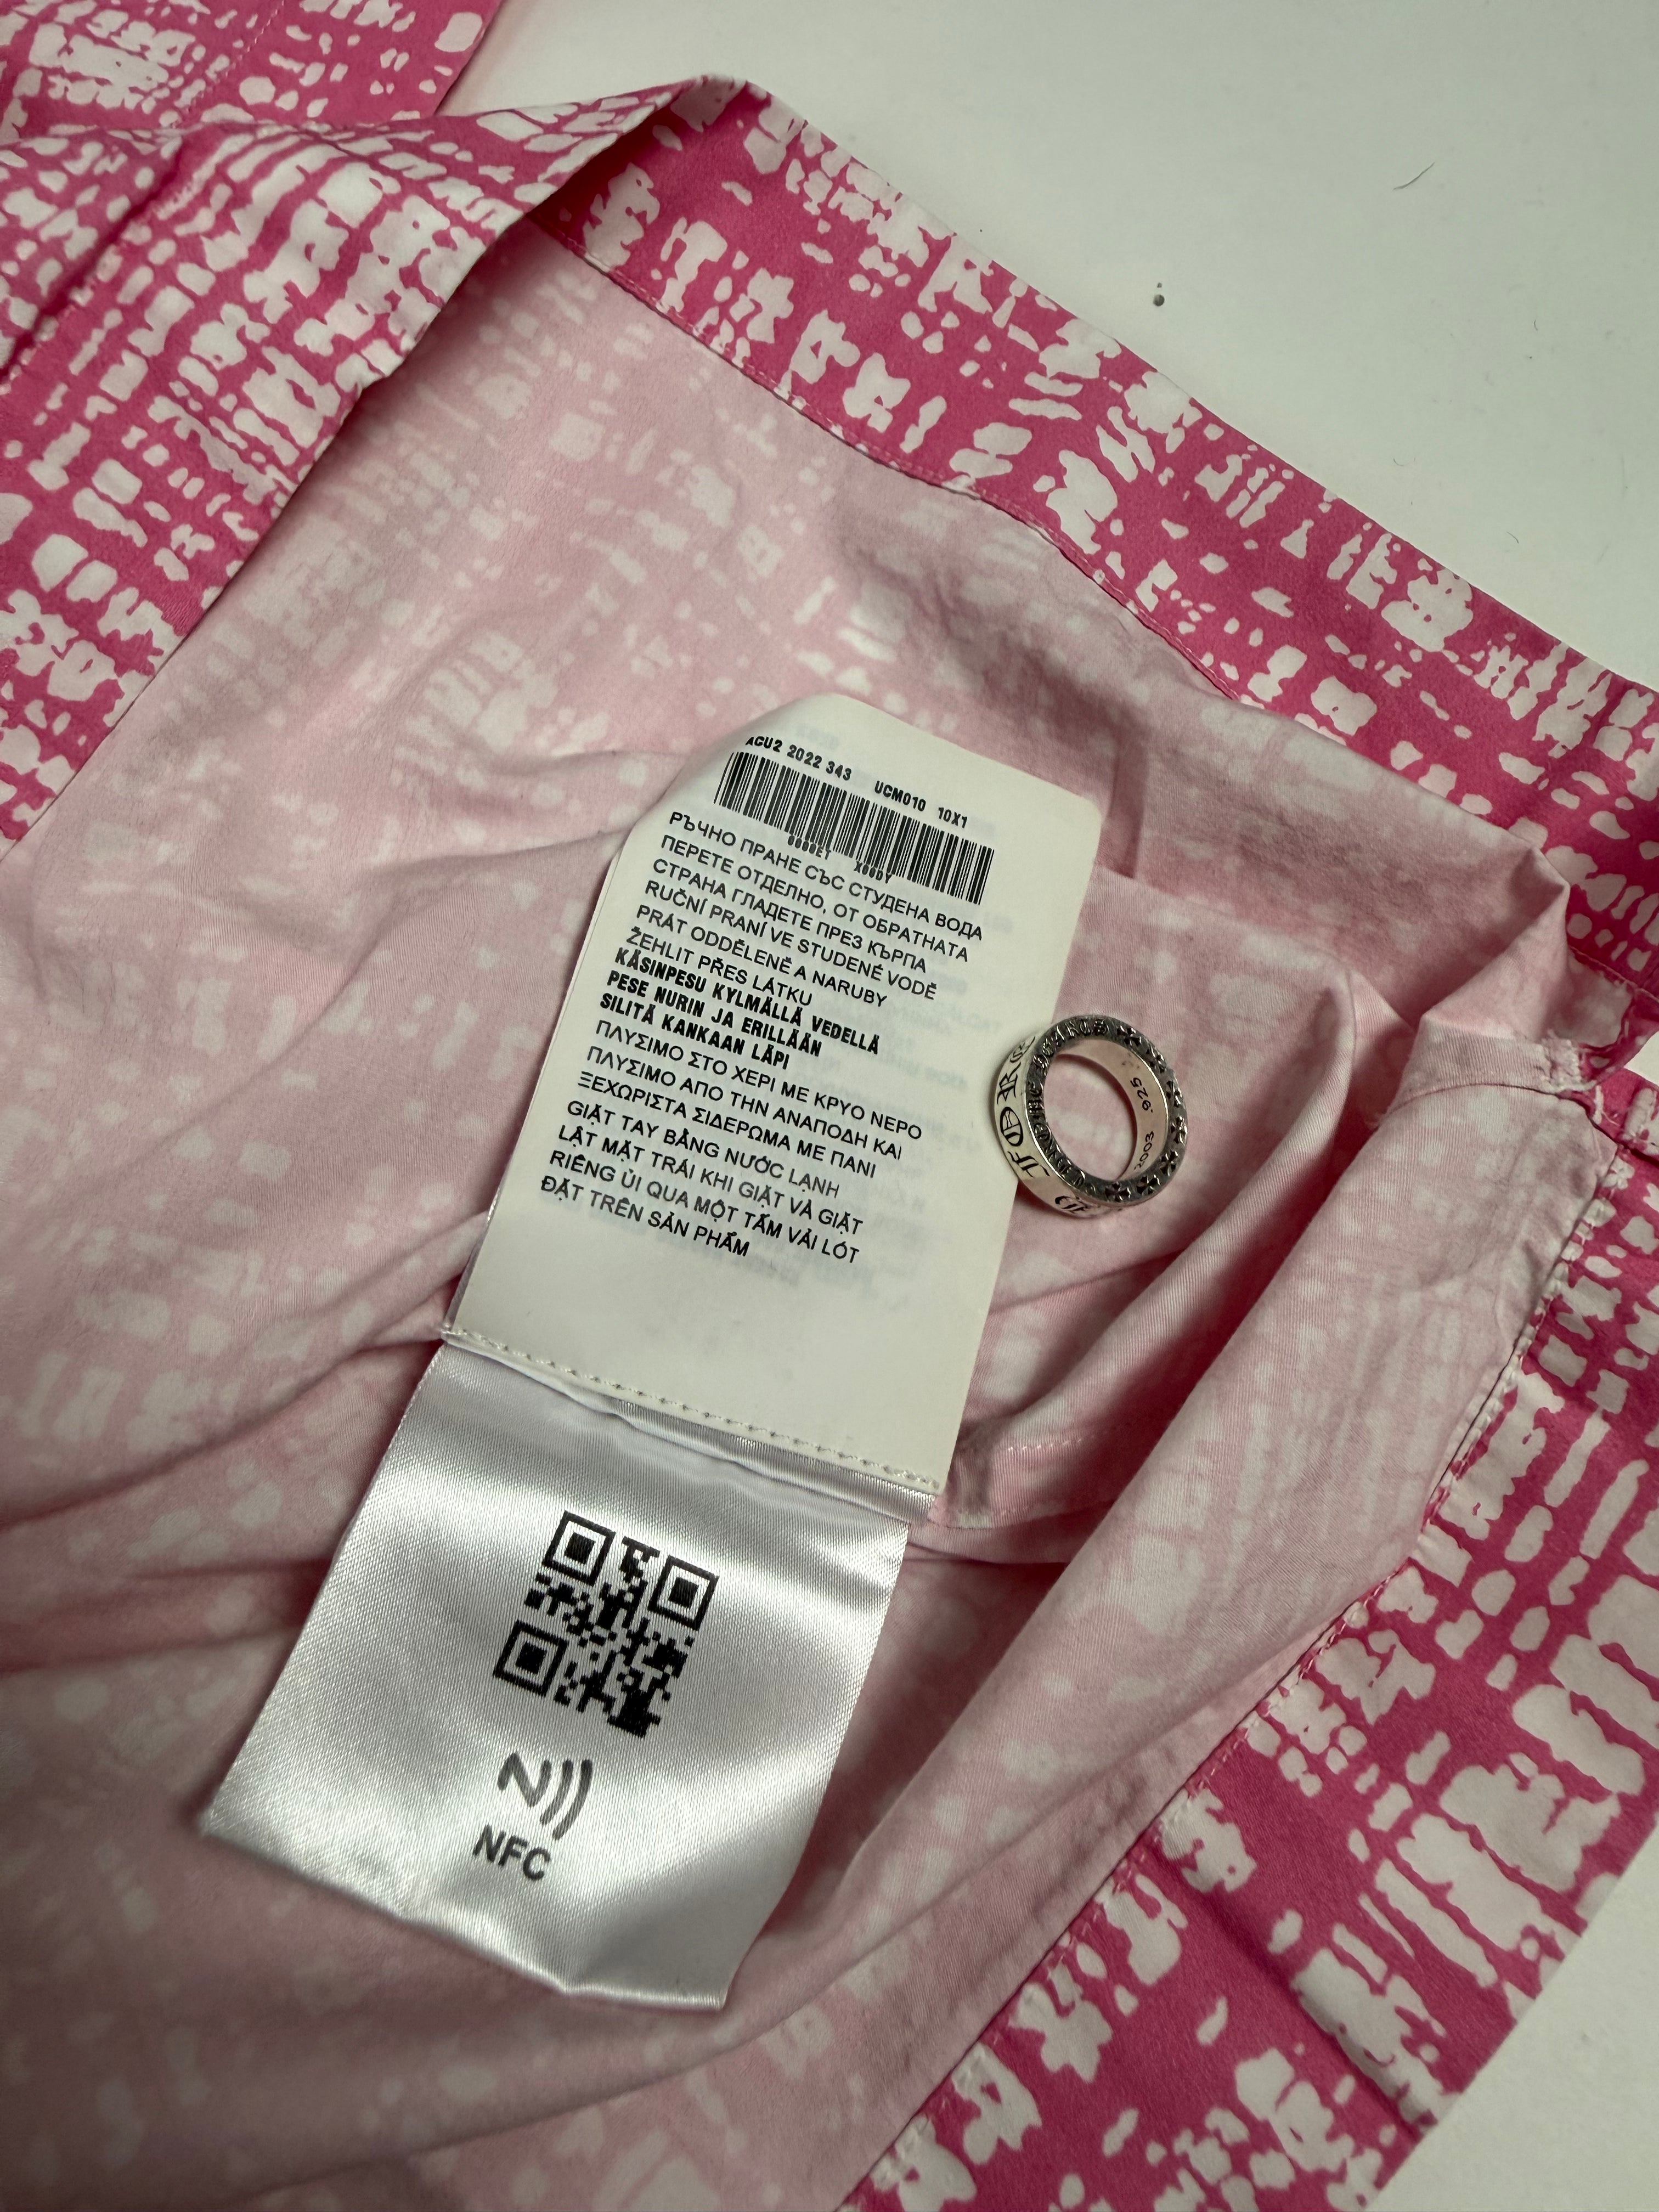 ACU2 2022 343 UCM010 10X1
РЪЧНО ПРАНЕ СЪС СТУДЕНА ВОДА
ПЕРЕТЕ ОТДЕЛНО, ОТ ОБРАТНАТА
СТРАНА ГЛАДЕТЕ ПРЕЗ КЪРПА
RUČNÍ PRANÍ VE STUDENÉ VODĚ
PRÁT ODDĚLENĚ A NARUBY
ŽEHLIT PŘES LÁTKU
KÄSINPESU KYLMÄLLÄ VEDELLÄ
PESE NURIN JA ERILLÄÄN
SILITÄ KANKAAN LÄPI
ΠΛΥΣΙΜΟ ΣΤΟ ΧΕΡΙ ΜΕ ΚΡΥΟ ΝΕΡΟ
ΠΛΥΣΙΜΟ ΑΠΟ ΤΗΝ ΑΝΑΠΟΔΗ ΚΑΙ
ΞΕΧΩΡΙΣΤΑ ΣΙΔΕΡΩΜΑ ΜΕ ΠΑΝΙ
GIẶT TAY BẰNG NƯỚC LẠNH
LẬT MẶT TRÁI KHI GIẶT VÀ GIẶT
RIÊNG ỦI QUA MỘT TẤM VẢI LÓT
ĐẶT TRÊN SẢN PHẨM
2003 .925
NFC